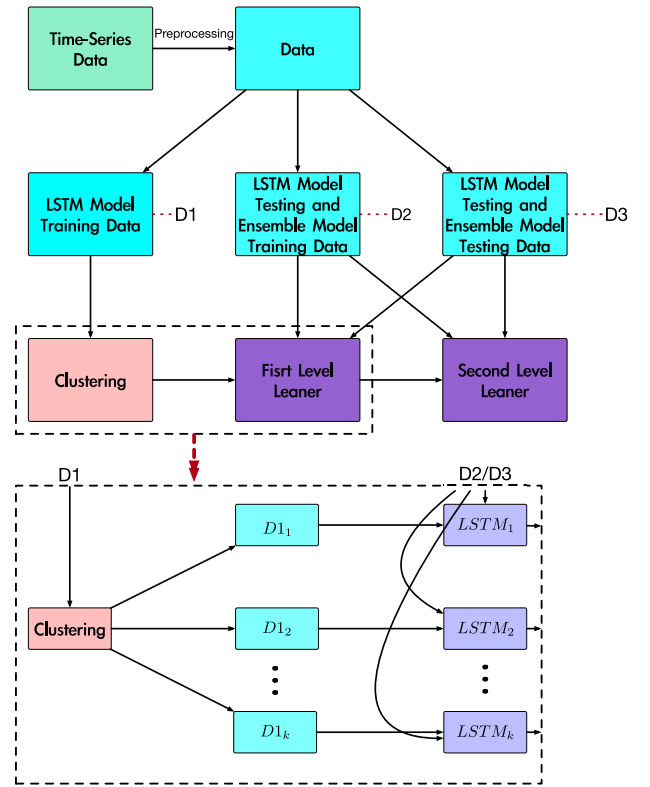 Time-Series
Data
Preprocessing
Data
LSTM Model
Training Data
D1
LSTM Model
Testing and
Ensemble Model
Training Data
D2
LSTM Model
Testing and
Ensemble Model
Testing Data
D3
Clustering
Fisrt Level
Leaner
Second Level
Leaner
D1
D2/D3
D1₁
LSTM₁
Clustering
D1₂
LSTM₂
D1ₖ
LSTMₖ